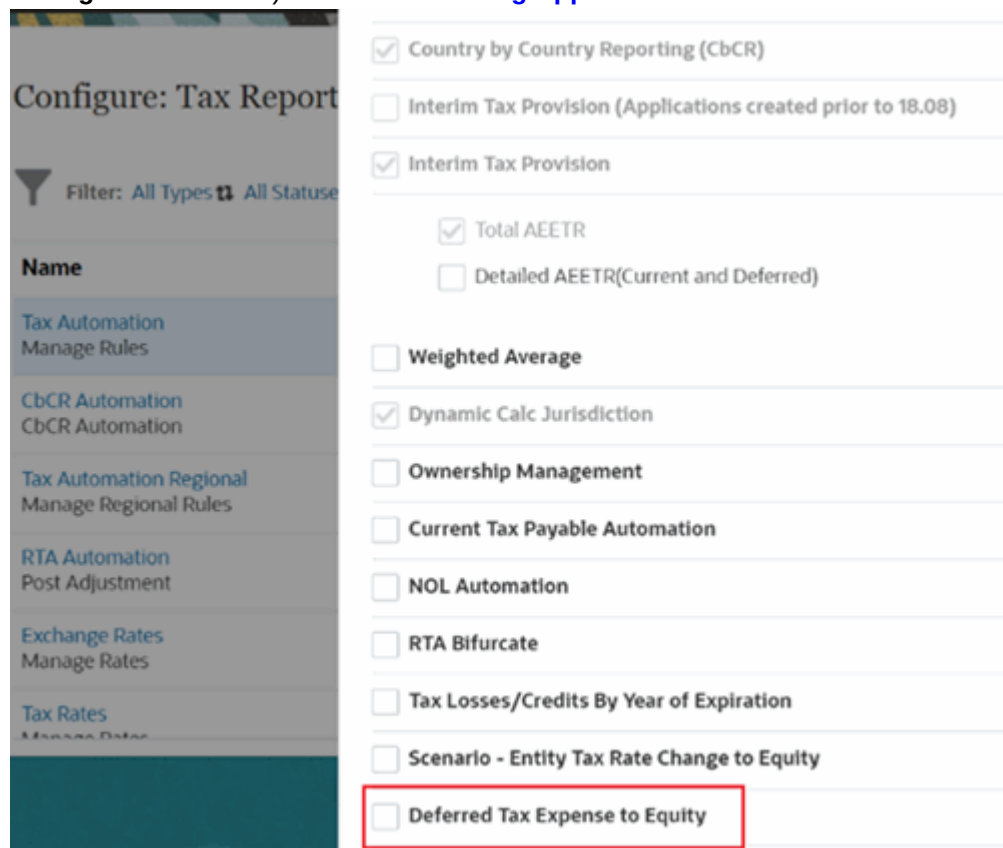 Configure: Tax Report
Filter: All Types All Statuse
Name
Tax Automation
Manage Rules
CbCR Automation
CbCR Automation
Tax Automation Regional
Manage Regional Rules
RTA Automation
Post Adjustment
Exchange Rates
Manage Rates
Tax Rates
Manage Rates
Country by Country Reporting (CbCR)
Interim Tax Provision (Applications created prior to 18.08)
Interim Tax Provision
Total AEETR
Detailed AEETR(Current and Deferred)
Weighted Average
Dynamic Calc Jurisdiction
Ownership Management
Current Tax Payable Automation
NOL Automation
RTA Bifurcate
Tax Losses/Credits By Year of Expiration
Scenario - Entity Tax Rate Change to Equity
Deferred Tax Expense to Equity